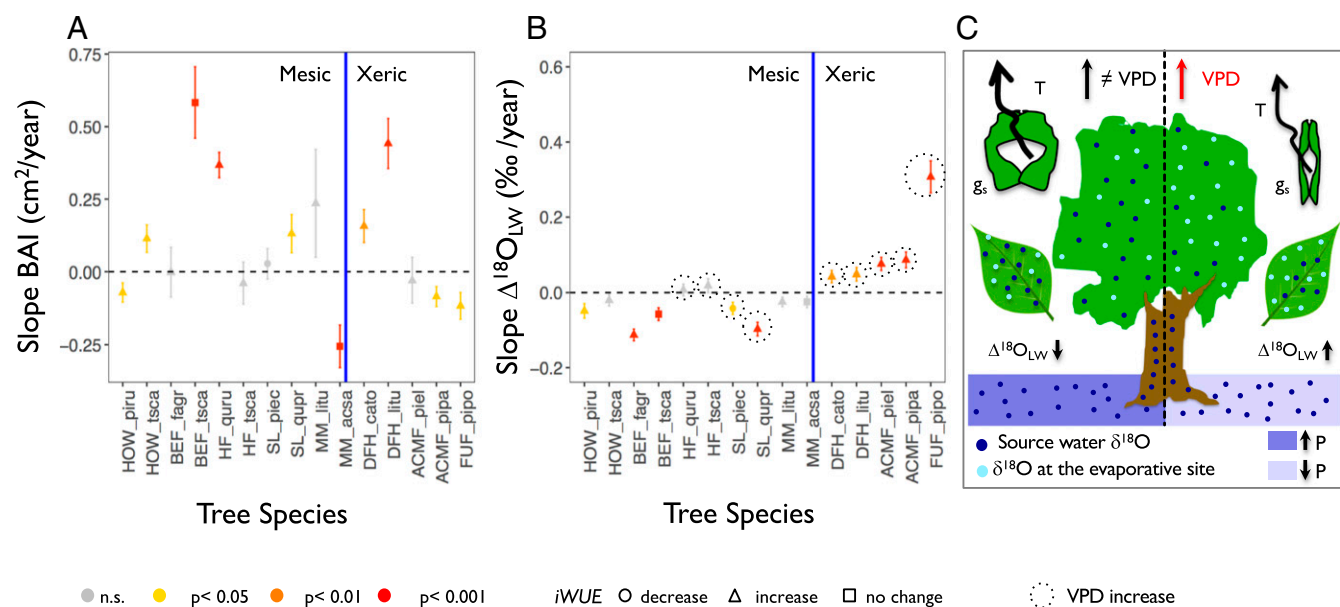 A
Slope BAI (cm²/year)
0.75
0.50
0.25
0.00
−0.25
Mesic
Xeric
HOW_piru
HOW_tsca
BEF_fagr
BEF_tsca
HF_quru
HF_tsca
SL_piec
SL_qupr
MM_litu
MM_acsa
DFH_cato
DFH_litu
ACMF_piel
ACMF_pipa
FUF_pipo
Tree Species
B
Slope Δ¹⁸O_LW (‰ /year)
0.6
0.4
0.2
0.0
−0.2
Mesic
Xeric
HOW_piru
HOW_tsca
BEF_fagr
BEF_tsca
HF_quru
HF_tsca
SL_piec
SL_qupr
MM_litu
MM_acsa
DFH_cato
DFH_litu
ACMF_piel
ACMF_pipa
FUF_pipo
Tree Species
C
T
≠ VPD
VPD
T
gs
gs
Δ¹⁸O_LW
Δ¹⁸O_LW
Source water δ¹⁸O
P
δ¹⁸O at the evaporative site
P
n.s.
p< 0.05
p< 0.01
p< 0.001
iWUE
decrease
increase
no change
VPD increase